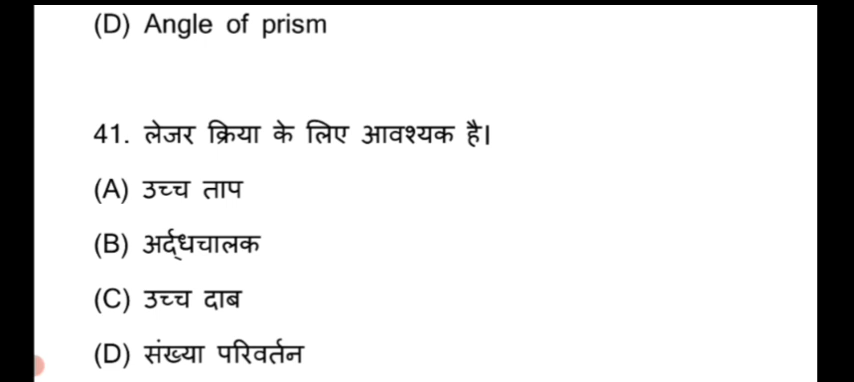 (D) Angle of prism
41. लेजर क्रिया के लिए आवश्यक है।
(A) उच्च ताप
(B) अर्द्धचालक
(C) उच्च दाब
(D) संख्या परिवर्तन